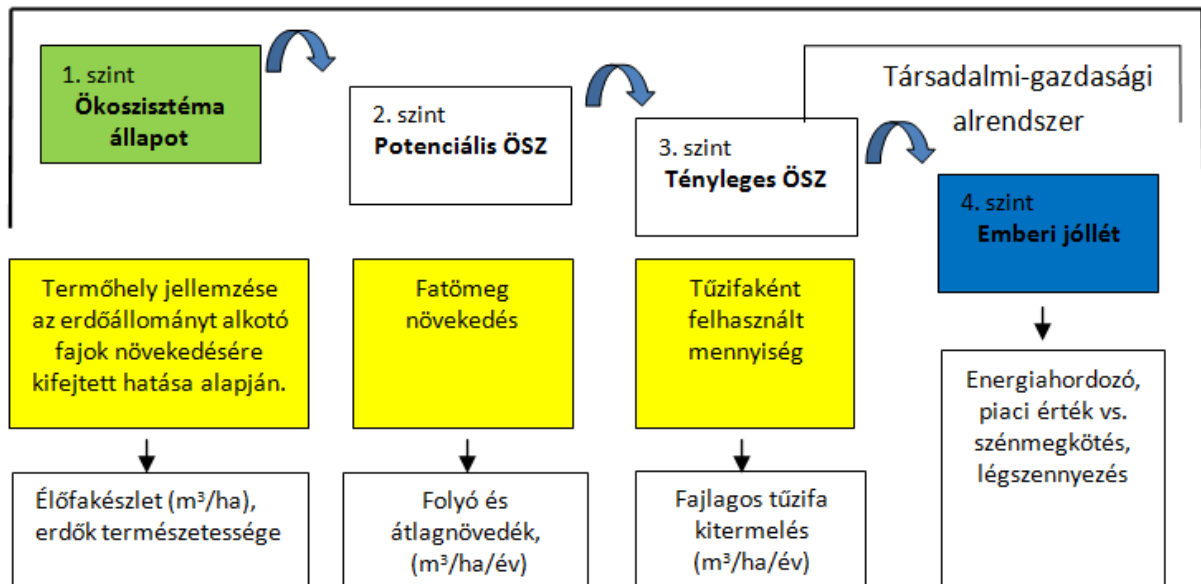 1. szint
Ökoszisztéma
állapot
2. szint
Potenciális ÖSZ
3. szint
Tényleges ÖSZ
Társadalmi-gazdasági
alrendszer
4. szint
Emberi jóllét
Termőhely jellemzése
az erdőállományt alkotó
fajok növekedésére
kifejtett hatása alapján.
Fatömeg
növekedés
Tűzifaként
felhasznált
mennyiség
Energiahordozó,
piaci érték vs.
szénmegkötés,
légszennyezés
Élőfakészlet (m³/ha),
erdők természetessége
Folyó és
átlagnövedék,
(m³/ha/év)
Fajlagos tűzifa
kitermelés
(m³/ha/év)